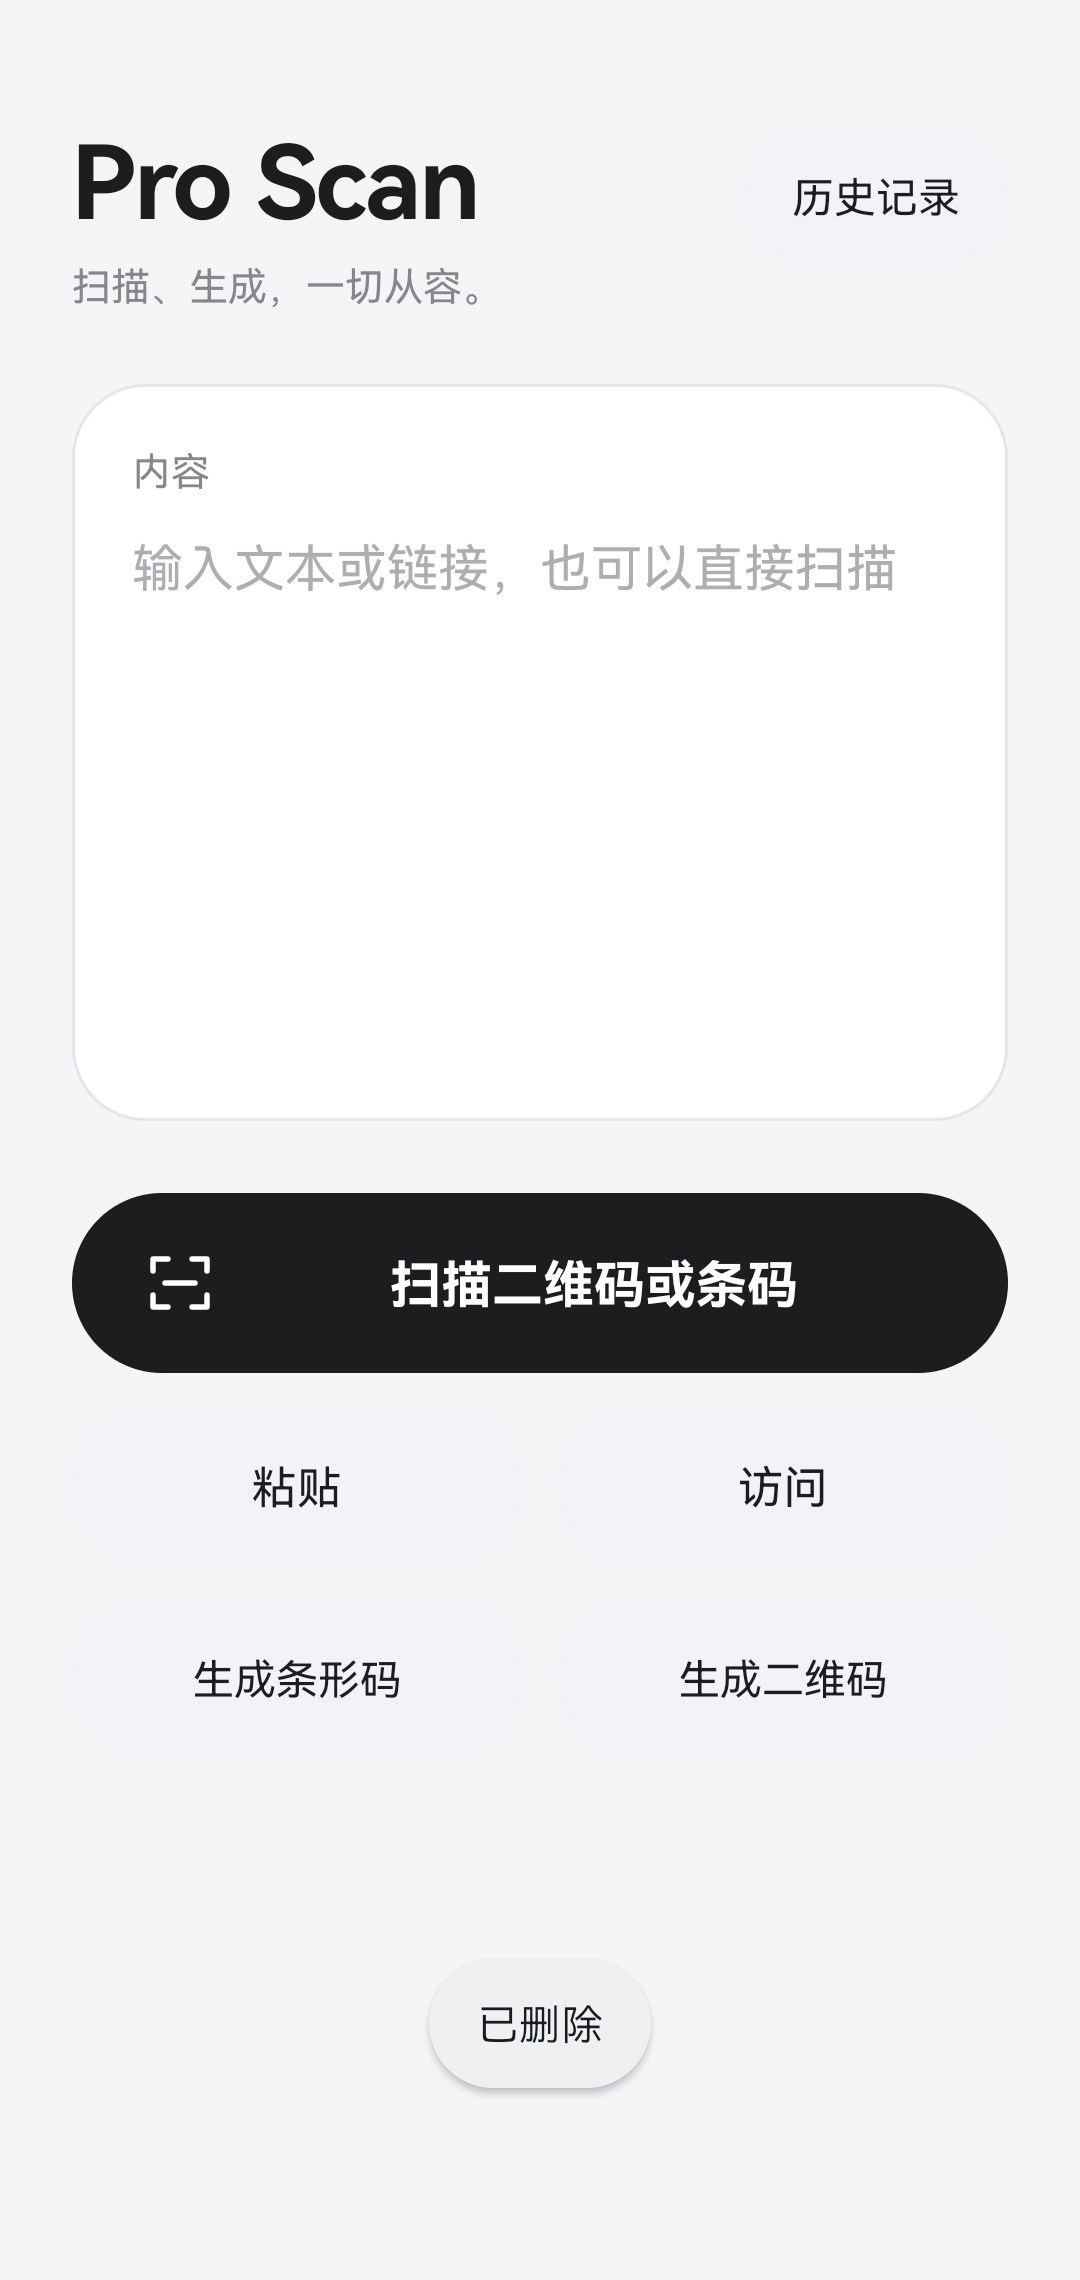 Pro Scan
历史记录
扫描、生成，一切从容。
内容
输入文本或链接，也可以直接扫描
扫描二维码或条码
粘贴
访问
生成条形码
生成二维码
已删除